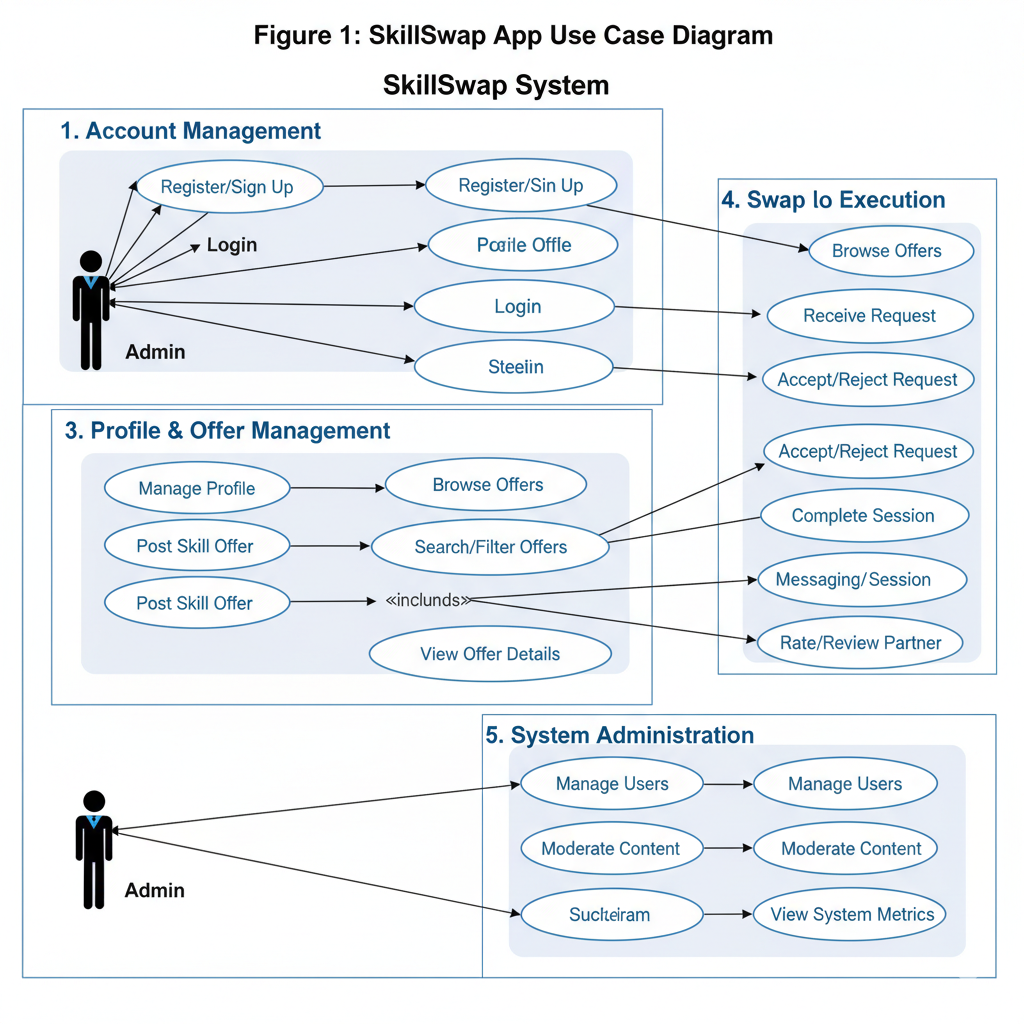 Figure 1: SkillSwap App Use Case Diagram
SkillSwap System
1. Account Management
Register/Sign Up
Register/Sin Up
Login
Offle
Login
Steelin
Admin
4. Swap lo Execution
Browse Offers
Receive Request
Accept/Reject Request
Accept/Reject Request
Complete Session
Messaging/Session
Rate/Review Partner
3. Profile & Offer Management
Manage Profile
Browse Offers
Post Skill Offer
Search/Filter Offers
Post Skill Offer
«inclunds»
View Offer Details
5. System Administration
Manage Users
Manage Users
Moderate Content
Moderate Content
View System Metrics
Admin